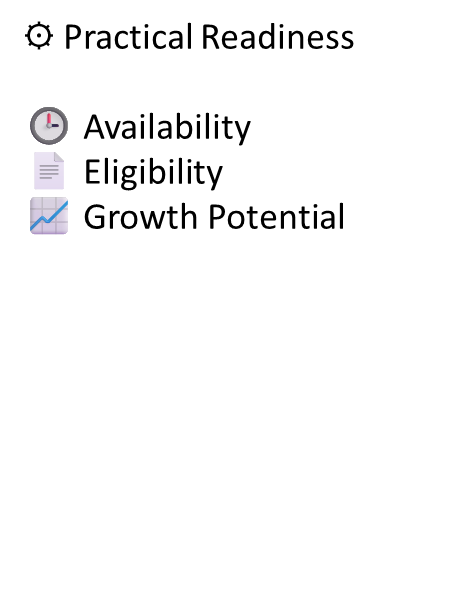 ⚙ Practical Readiness
🕒 Availability
📄 Eligibility
📈 Growth Potential